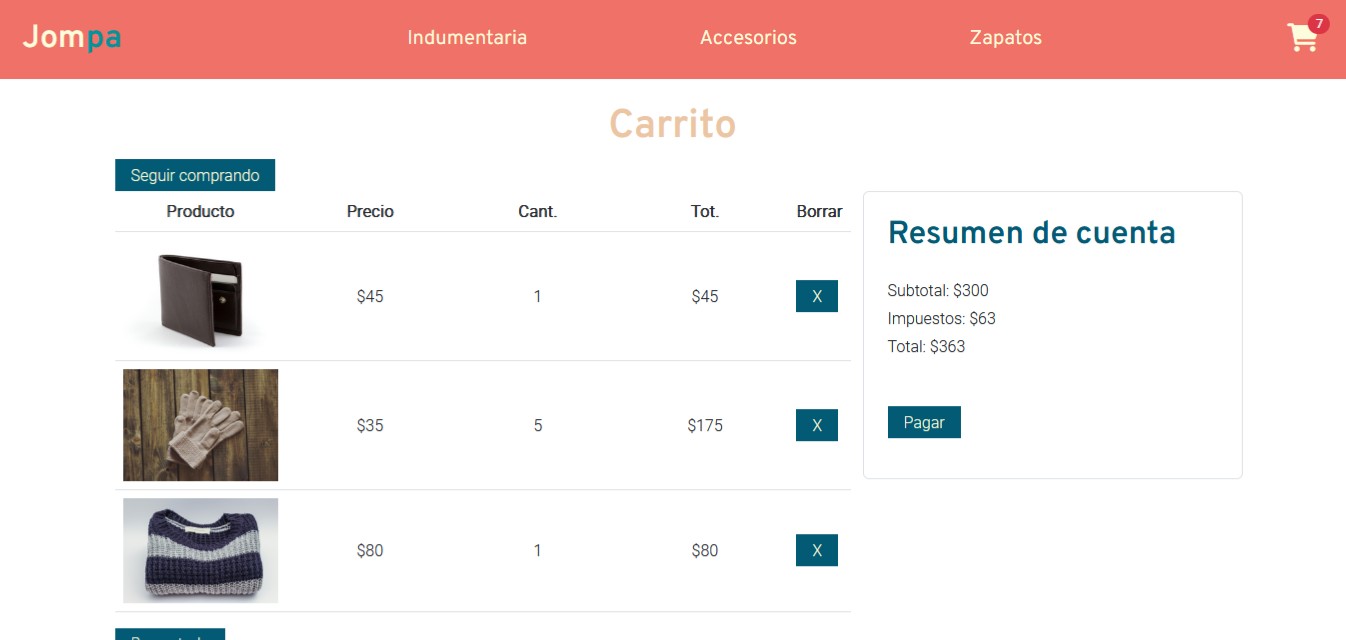 Jompa
Indumentaria
Accesorios
Zapatos
7
Carrito
Seguir comprando
Producto Precio Cant. Tot. Borrar
$45 1 $45 X
$35 5 $175 X
$80 1 $80 X
Resumen de cuenta
Subtotal: $300
Impuestos: $63
Total: $363
Pagar